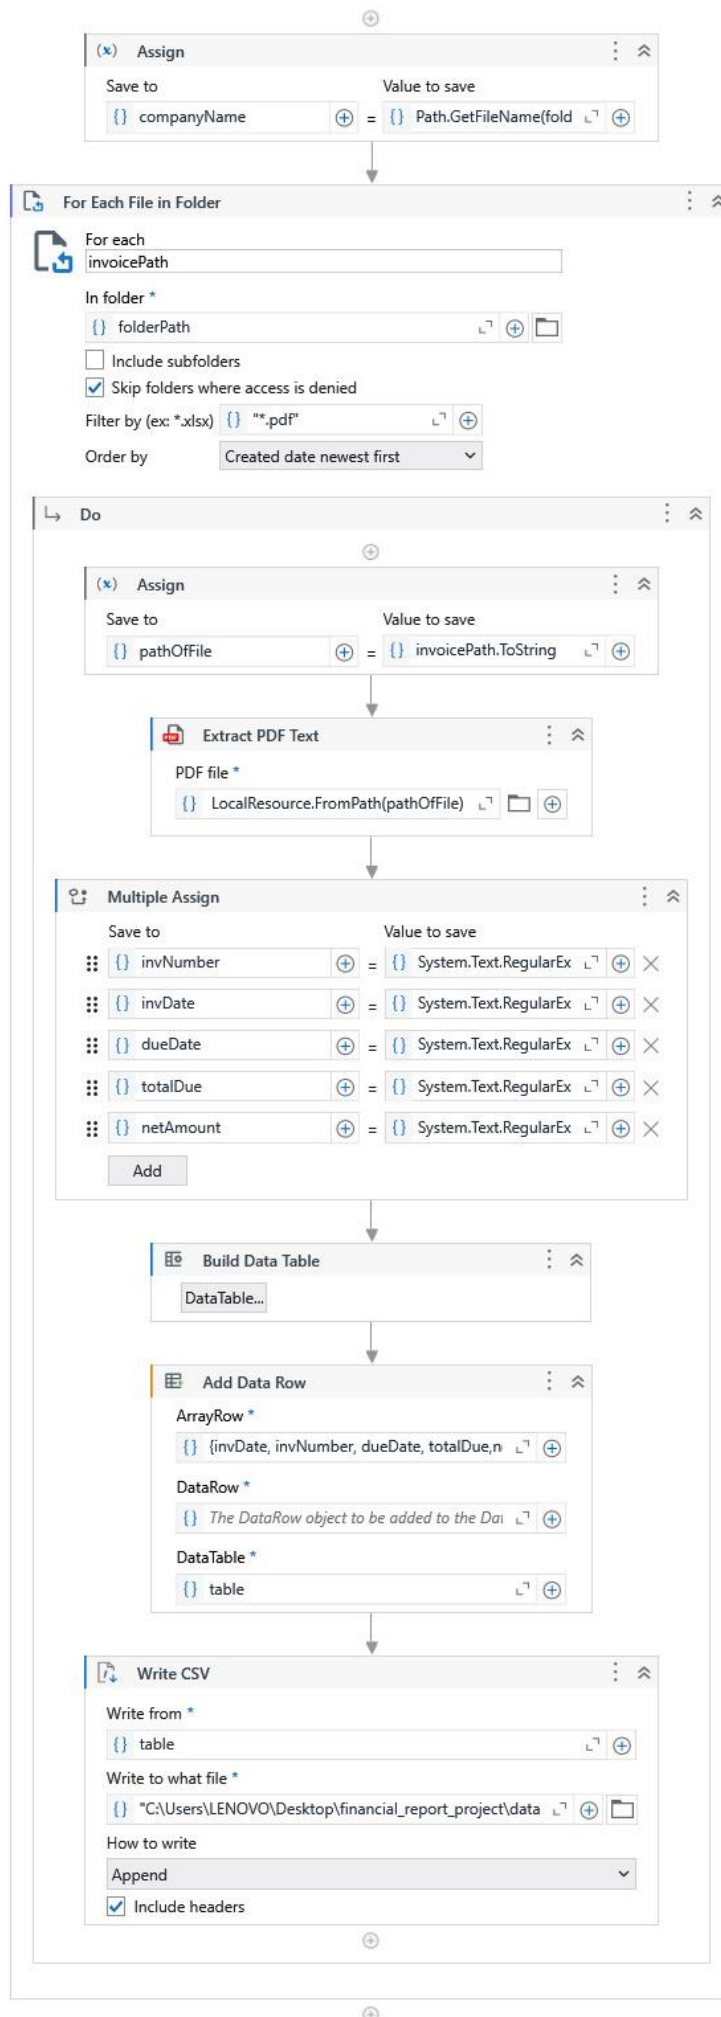 (x) Assign
Save to Value to save
{} companyName = {} Path.GetFileName(fold
For Each File in Folder
For each
invoicePath
In folder *
{} folderPath
Include subfolders
Skip folders where access is denied
Filter by (ex: *.xlsx) {} "*.pdf"
Order by Created date newest first
Do
(x) Assign
Save to Value to save
{} pathOfFile = {} invoicePath.ToString
Extract PDF Text
PDF file *
{} LocalResource.FromPath(pathOfFile)
Multiple Assign
Save to Value to save
{} invNumber = {} System.Text.RegularEx
{} invDate = {} System.Text.RegularEx
{} dueDate = {} System.Text.RegularEx
{} totalDue = {} System.Text.RegularEx
{} netAmount = {} System.Text.RegularEx
Add
Build Data Table
DataTable...
Add Data Row
ArrayRow *
{} {invDate, invNumber, dueDate, totalDue,n
DataRow *
{} The DataRow object to be added to the Dat
DataTable *
{} table
Write CSV
Write from *
{} table
Write to what file *
{} "C:\Users\LENOVO\Desktop\financial_report_project\data
How to write
Append
Include headers